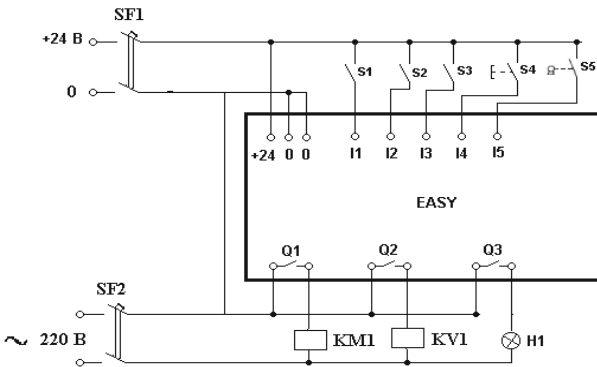 SF1
+24 В
0
S1
S2
S3
S4
S5
+24 0 0 I1 I2 I3 I4 I5
EASY
Q1 Q2 Q3
SF2
~ 220 В
KM1
KV1
H1